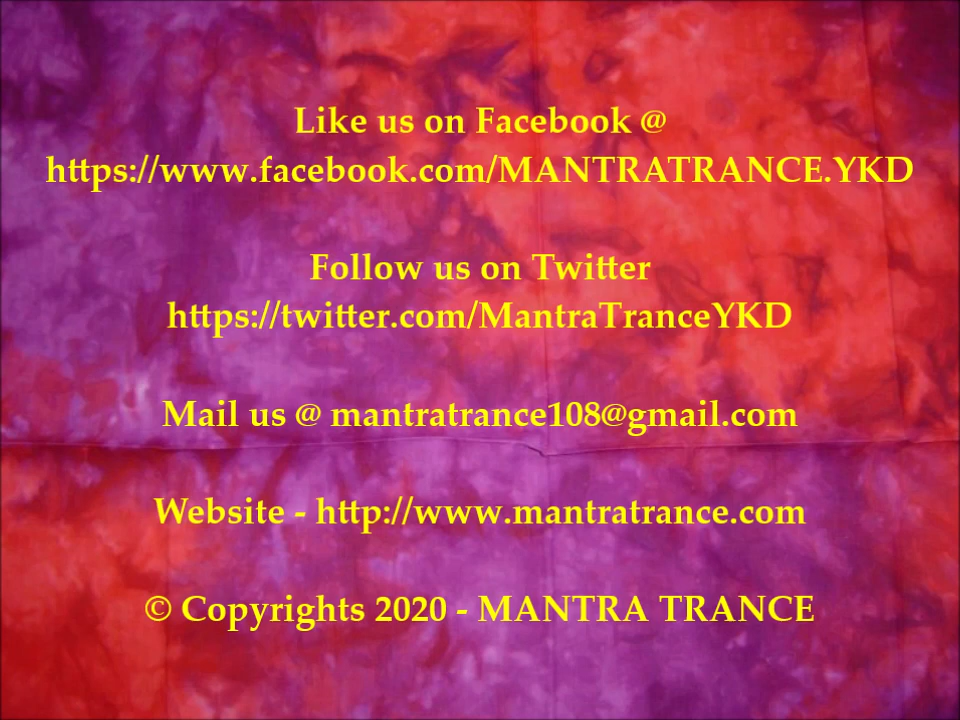 Like us on Facebook @
https://www.facebook.com/MANTRATRANCE.YKD
Follow us on Twitter
https://twitter.com/MantraTranceYKD
Mail us @ mantratrance108@gmail.com
Website - http://www.mantratrance.com
© Copyrights 2020 - MANTRA TRANCE